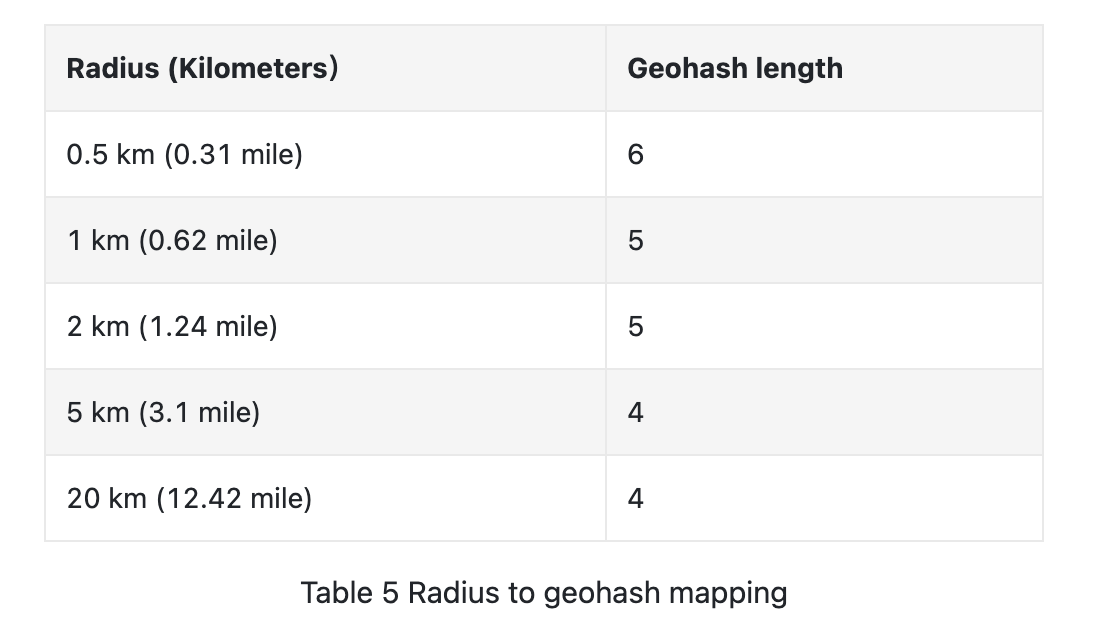 Radius (Kilometers) Geohash length
0.5 km (0.31 mile) 6
1 km (0.62 mile) 5
2 km (1.24 mile) 5
5 km (3.1 mile) 4
20 km (12.42 mile) 4
Table 5 Radius to geohash mapping